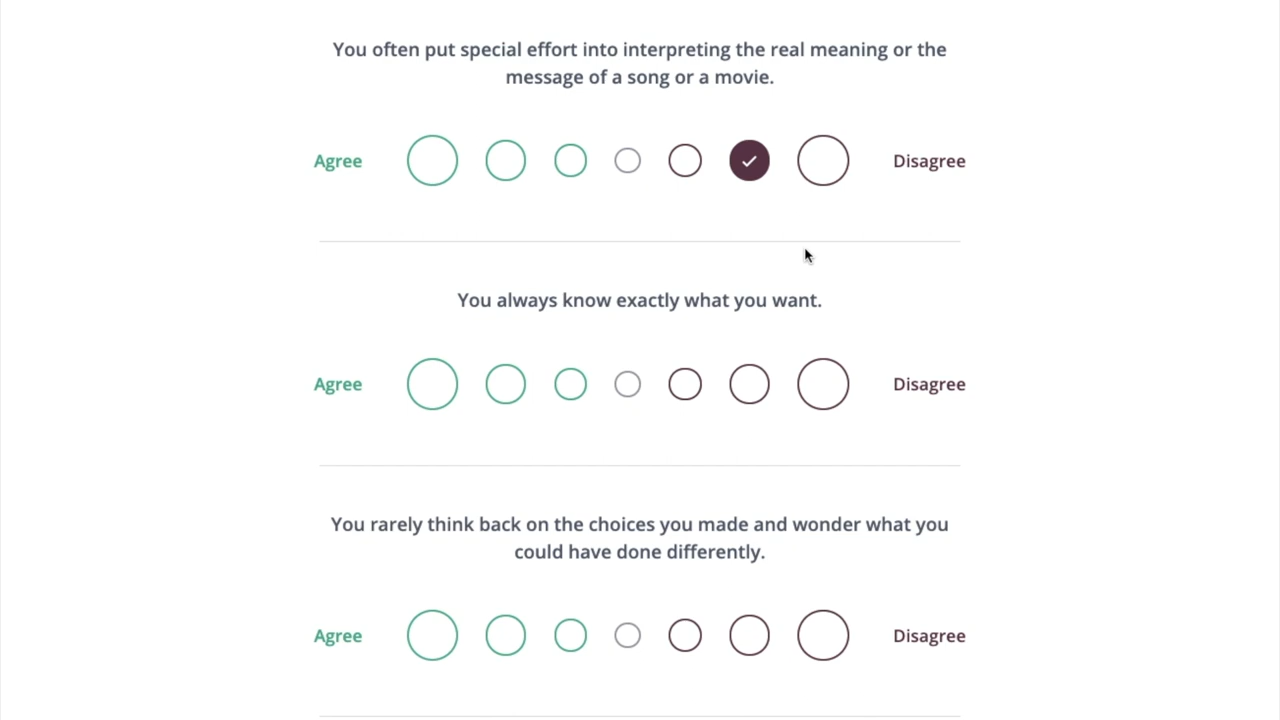 You often put special effort into interpreting the real meaning or the
message of a song or a movie.
Agree Disagree
You always know exactly what you want.
Agree Disagree
You rarely think back on the choices you made and wonder what you
could have done differently.
Agree Disagree